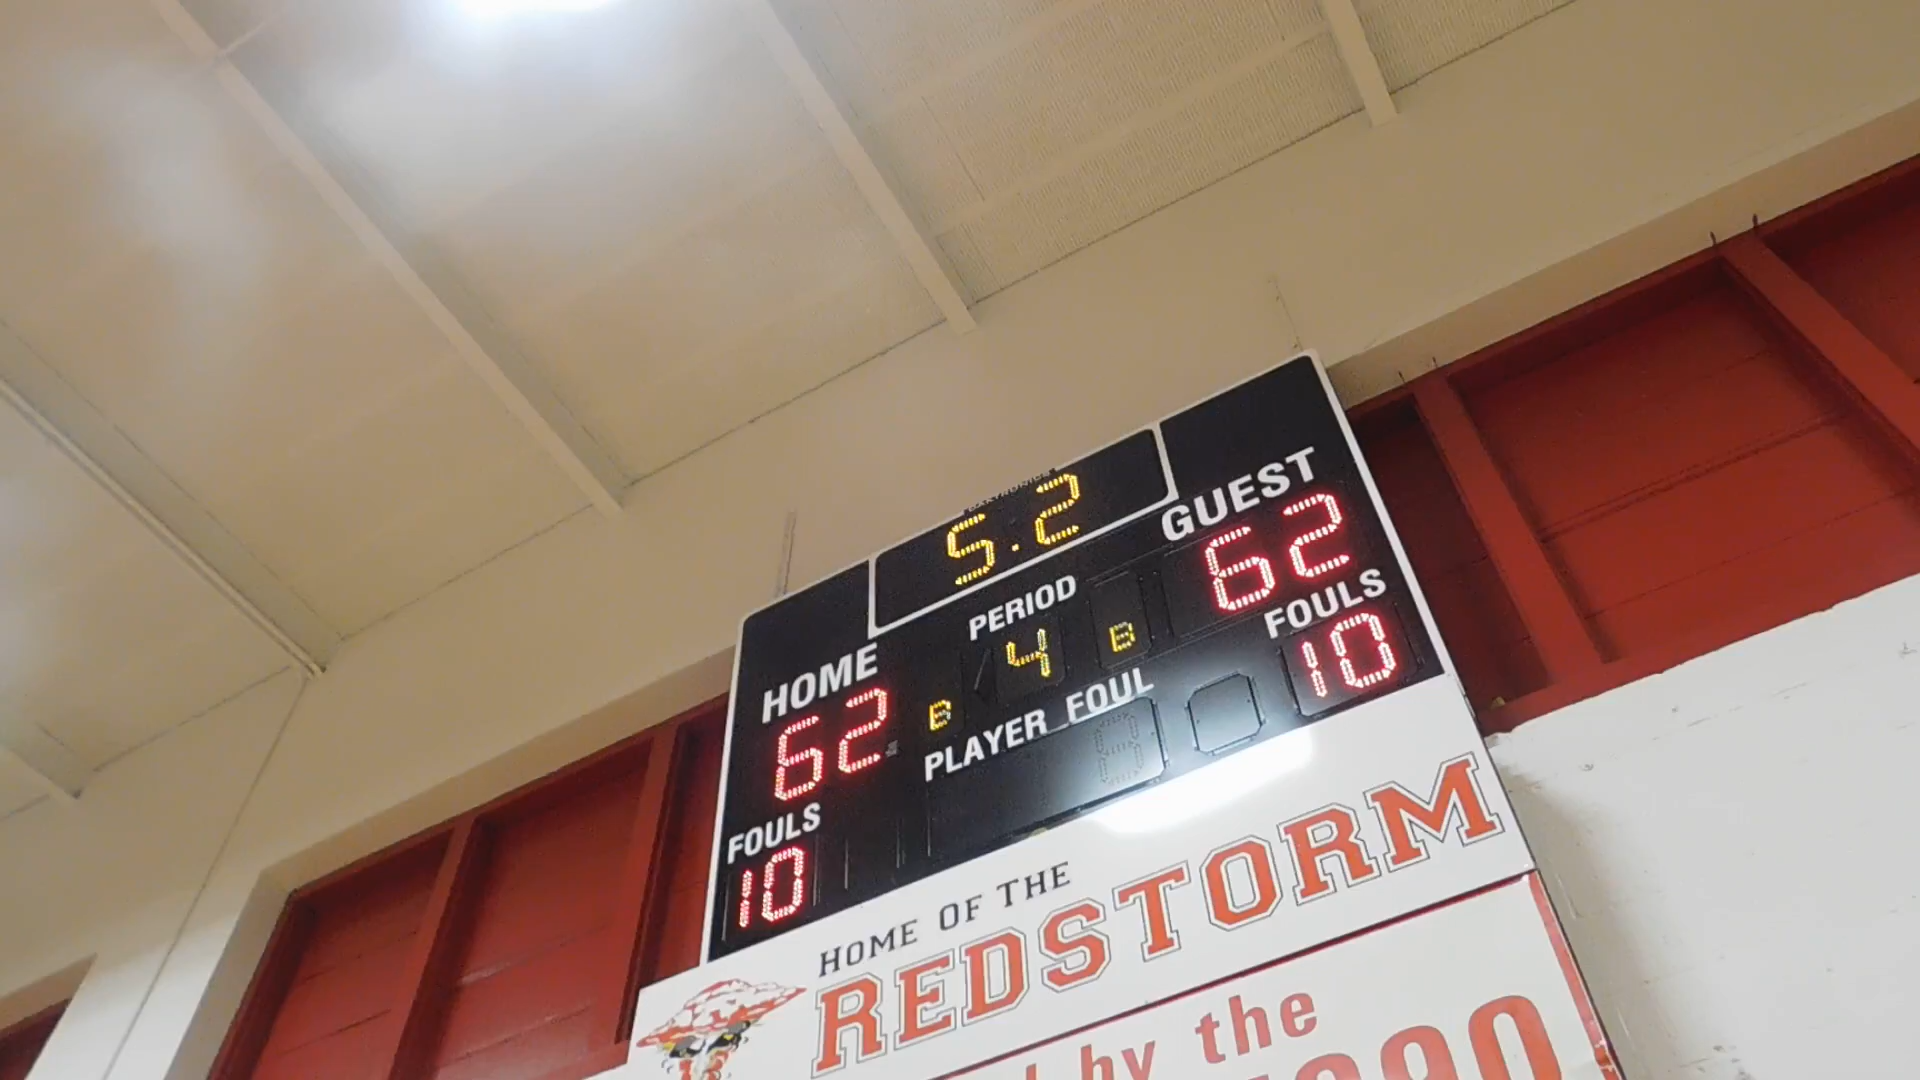 5.2
GUEST
62
PERIOD
4
B
B
HOME
62
FOULS
10
PLAYER FOUL
FOULS
10
HOME OF THE
REDSTORM
by the